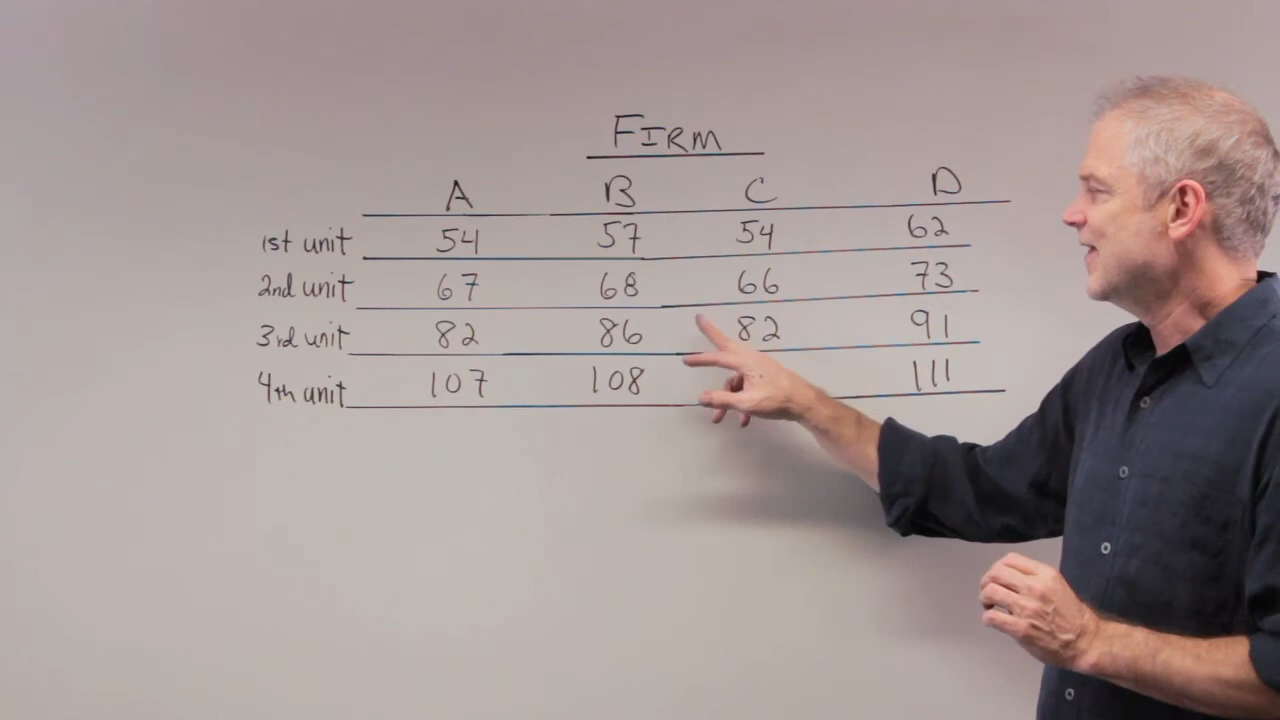 FIRM
A B C D
1st unit 54 57 54 62
2nd unit 67 68 66 73
3rd unit 82 86 82 91
4th unit 107 108 111